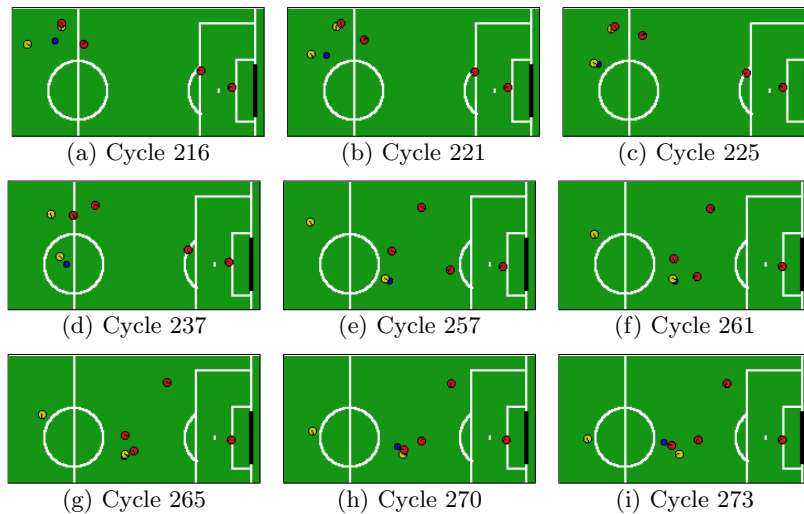 (a) Cycle 216
(b) Cycle 221
(c) Cycle 225
(d) Cycle 237
(e) Cycle 257
(f) Cycle 261
(g) Cycle 265
(h) Cycle 270
(i) Cycle 273